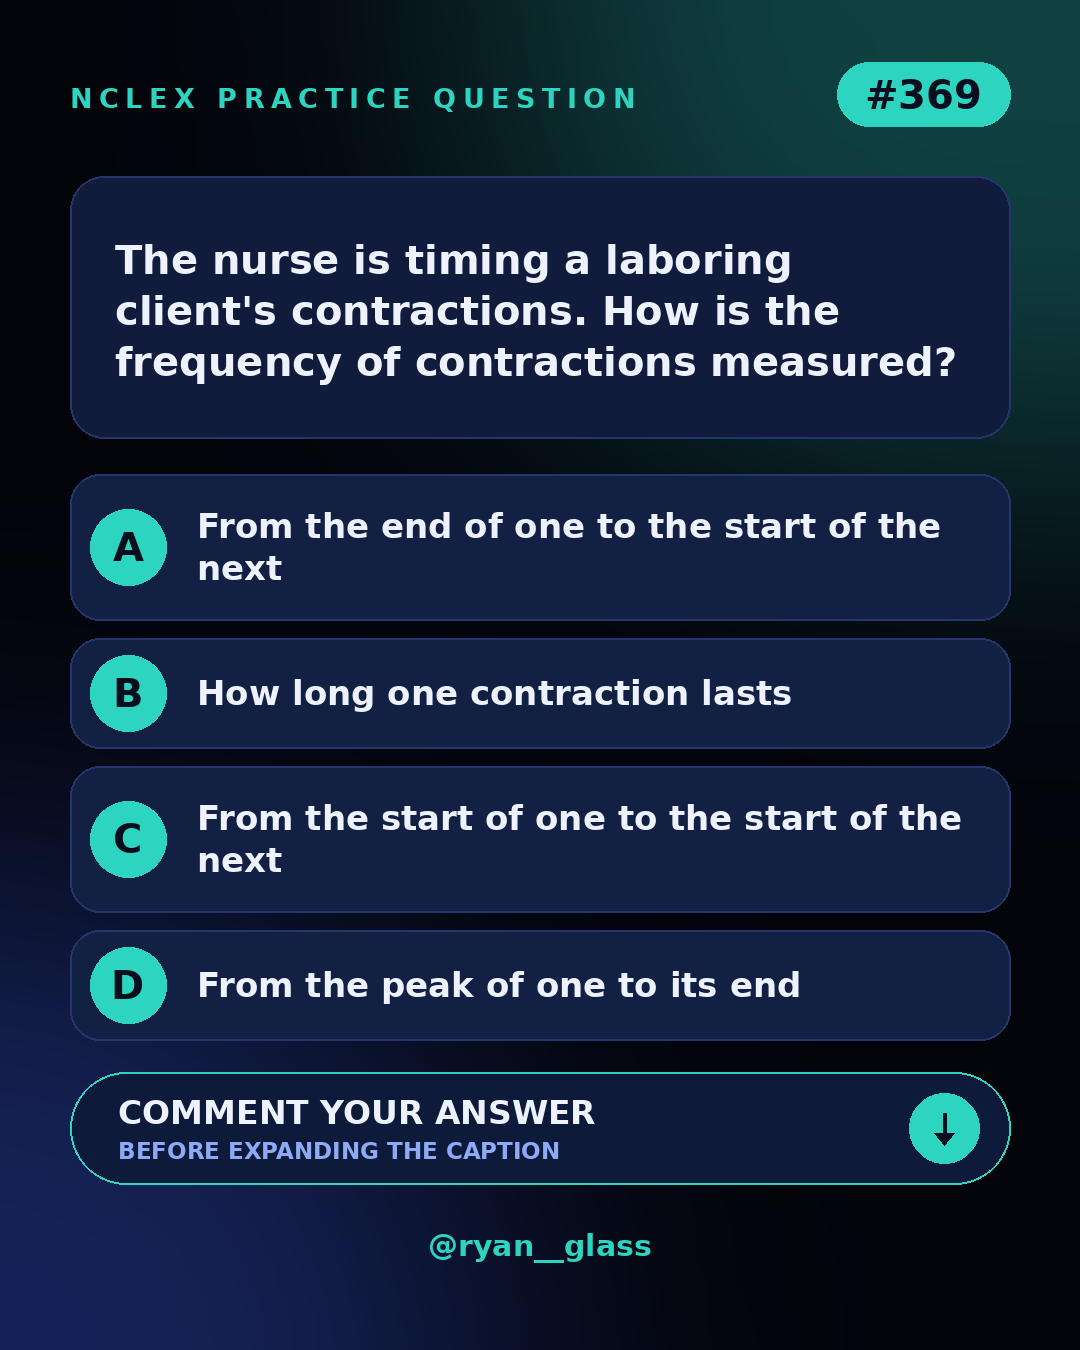 NCLEX PRACTICE QUESTION
#369
The nurse is timing a laboring
client's contractions. How is the
frequency of contractions measured?
A
From the end of one to the start of the
next
B
How long one contraction lasts
C
From the start of one to the start of the
next
D
From the peak of one to its end
COMMENT YOUR ANSWER
BEFORE EXPANDING THE CAPTION
@ryan__glass